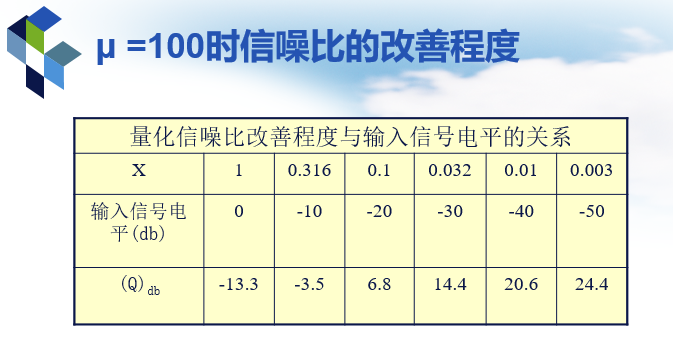 μ =100时信噪比的改善程度
量化信噪比改善程度与输入信号电平的关系
X 1 0.316 0.1 0.032 0.01 0.003
输入信号电平(db) 0 -10 -20 -30 -40 -50
(Q)db -13.3 -3.5 6.8 14.4 20.6 24.4